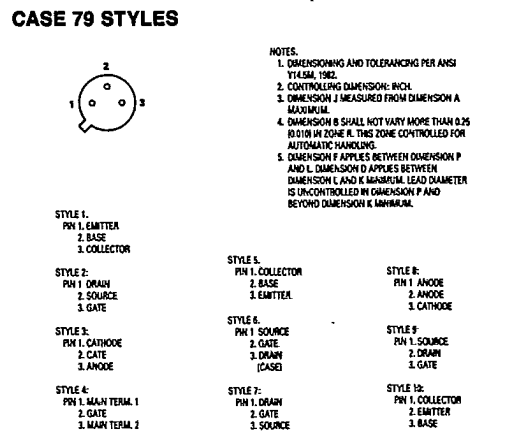 CASE 79 STYLES
2
1
3
NOTES.
1. DIMENSIONING AND TOLERANCING PER ANSI
Y14.5M, 1982.
2. CONTROLLING DIMENSION: INCH.
3. DIMENSION J MEASURED FROM DIMENSION A
MAXIMUM.
4. DIMENSION B SHALL NOT VARY MORE THAN 0.25
(0.010) IN ZONE R. THIS ZONE CONTROLLED FOR
AUTOMATIC HANDLING.
5. DIMENSION F APPLIES BETWEEN DIMENSION P
AND L. DIMENSION D APPLIES BETWEEN
DIMENSION L AND K MINIMUM. LEAD DIAMETER
IS UNCONTROLLED IN DIMENSION P AND
BEYOND DIMENSION K MINIMUM.
STYLE 1.
PIN 1. EMITTER
2. BASE
3. COLLECTOR
STYLE 2:
PIN 1 DRAIN
2. SOURCE
3. GATE
STYLE 3:
PIN 1. CATHODE
2. CATE
3. ANODE
STYLE 4:
PIN 1. MAIN TERM. 1
2. GATE
3. MAIN TERM. 2
STYLE 5.
PIN 1. COLLECTOR
2. BASE
3. EMITTER
STYLE 6.
PIN 1 SOURCE
2. GATE.
3. DRAIN
(CASE)
STYLE 7:
PIN 1. DRAIN
2. GATE
3. SOURCE
STYLE 8:
PIN 1 ANODE
2. ANODE
3. CATHODE
STYLE 9
PIN 1. SOURCE
2. DRAIN
3. GATE
STYLE 10:
PIN 1. COLLECTOR
2. EMITTER
3. BASE